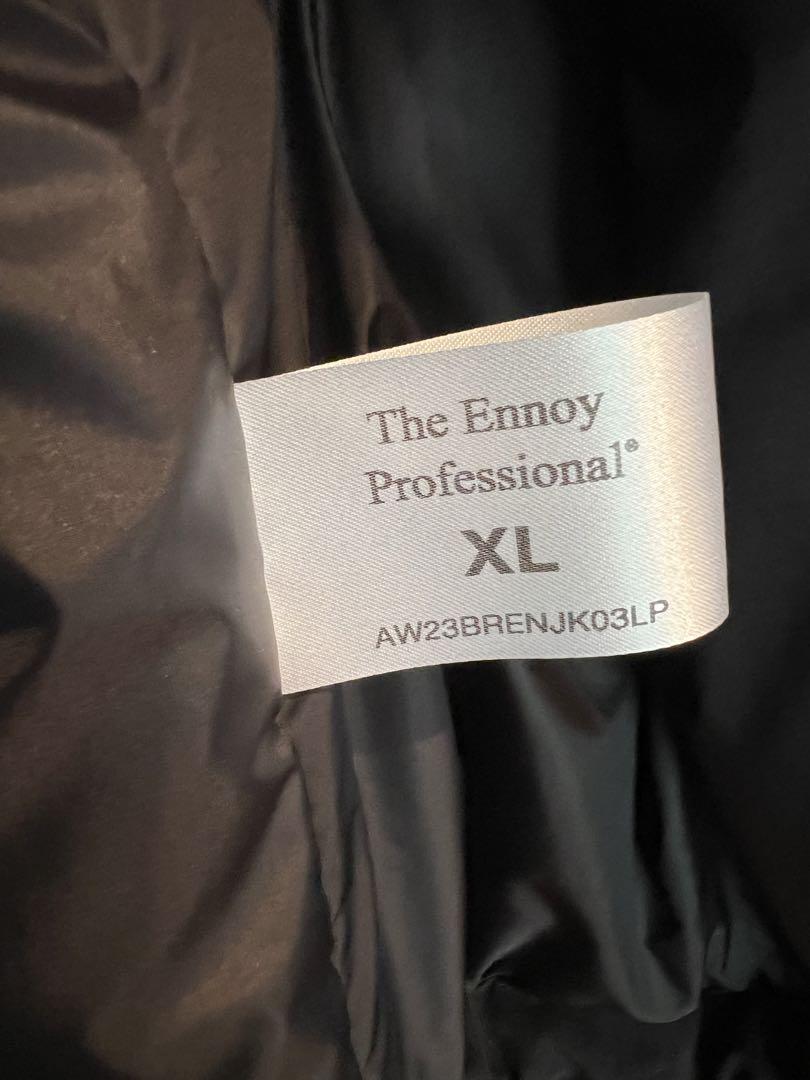 The Ennoy
Professional®
XL
AW23BRENJK03LP